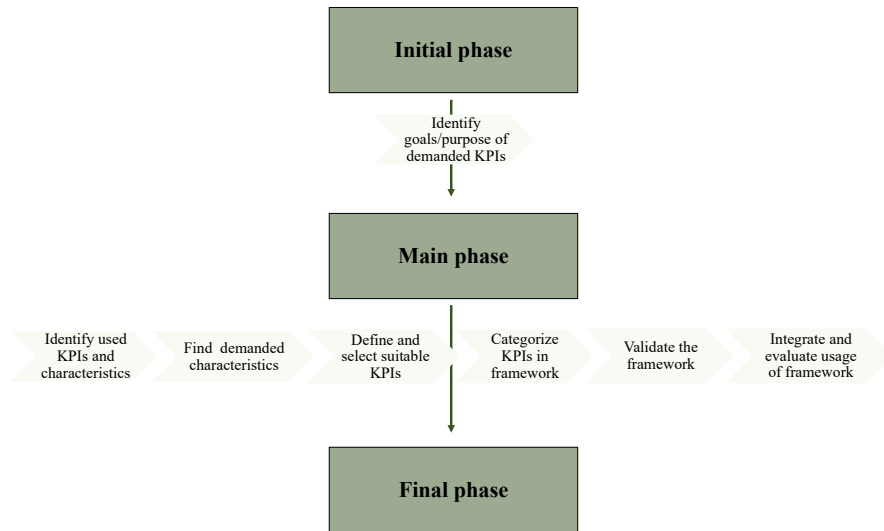 Initial phase
Identify
goals/purpose of
demanded KPIs
Main phase
Identify used
KPIs and
characteristics
Find demanded
characteristics
Define and
select suitable
KPIs
Categorize
KPIs in
framework
Validate the
framework
Integrate and
evaluate usage
of framework
Final phase